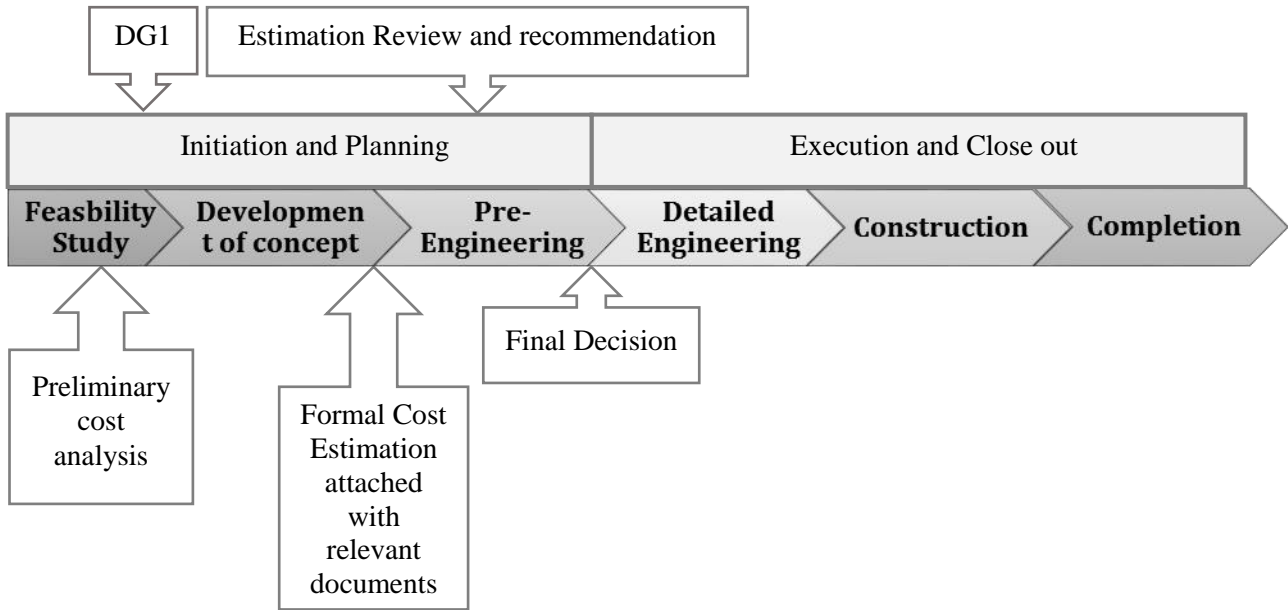 DG1
Estimation Review and recommendation
Initiation and Planning
Execution and Close out
Feasbility
Study
Developmen
t of concept
Pre-
Engineering
Detailed
Engineering
Construction
Completion
Preliminary
cost
analysis
Formal Cost
Estimation
attached
with
relevant
documents
Final Decision